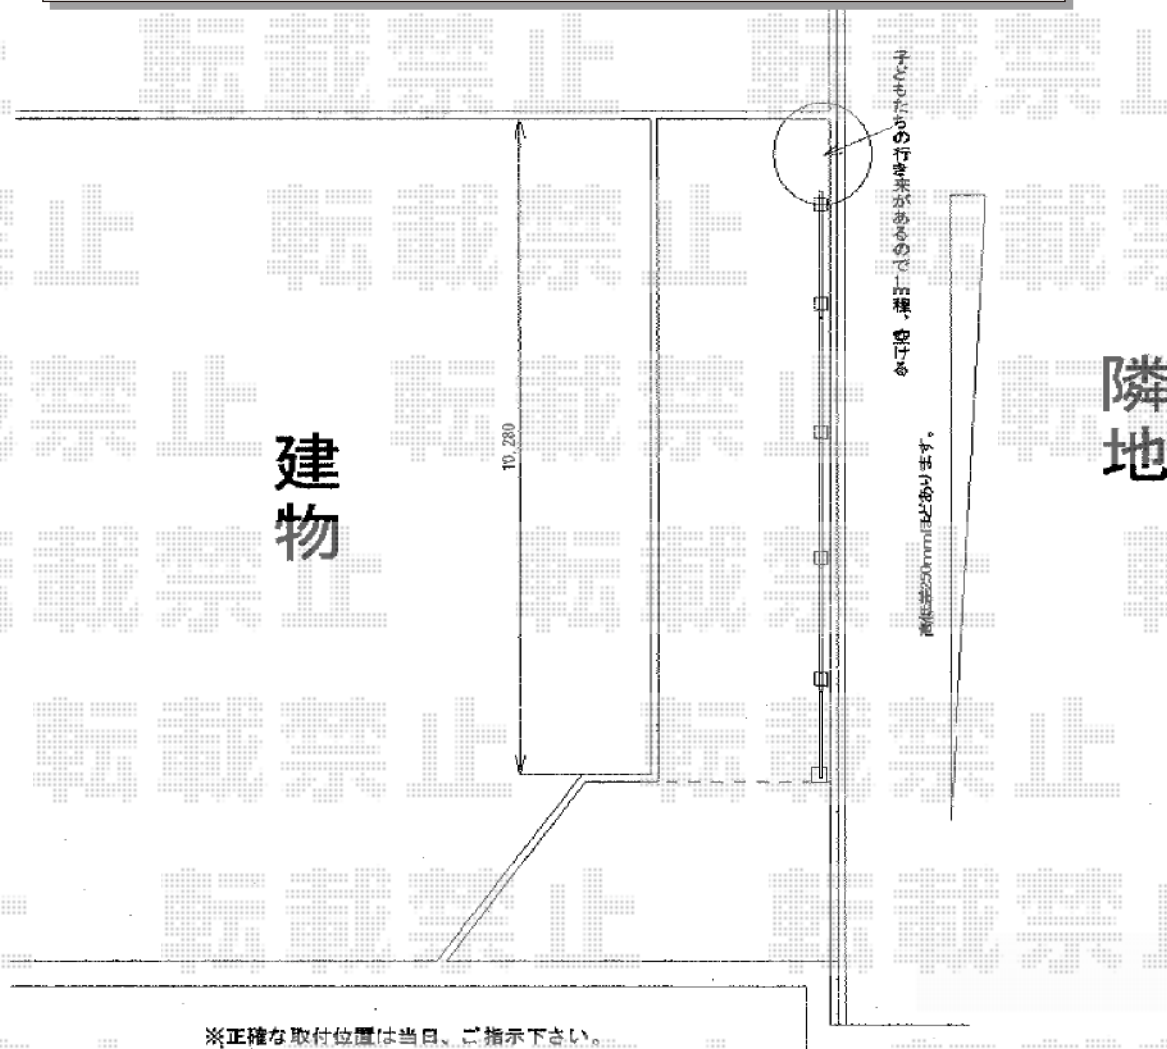 子どもたちの行き来があるので1m程、空ける
隣地
高低差250mmほどあります。
10,280
建物
※正確な取付位置は当日、ご指示下さい。
転載禁止